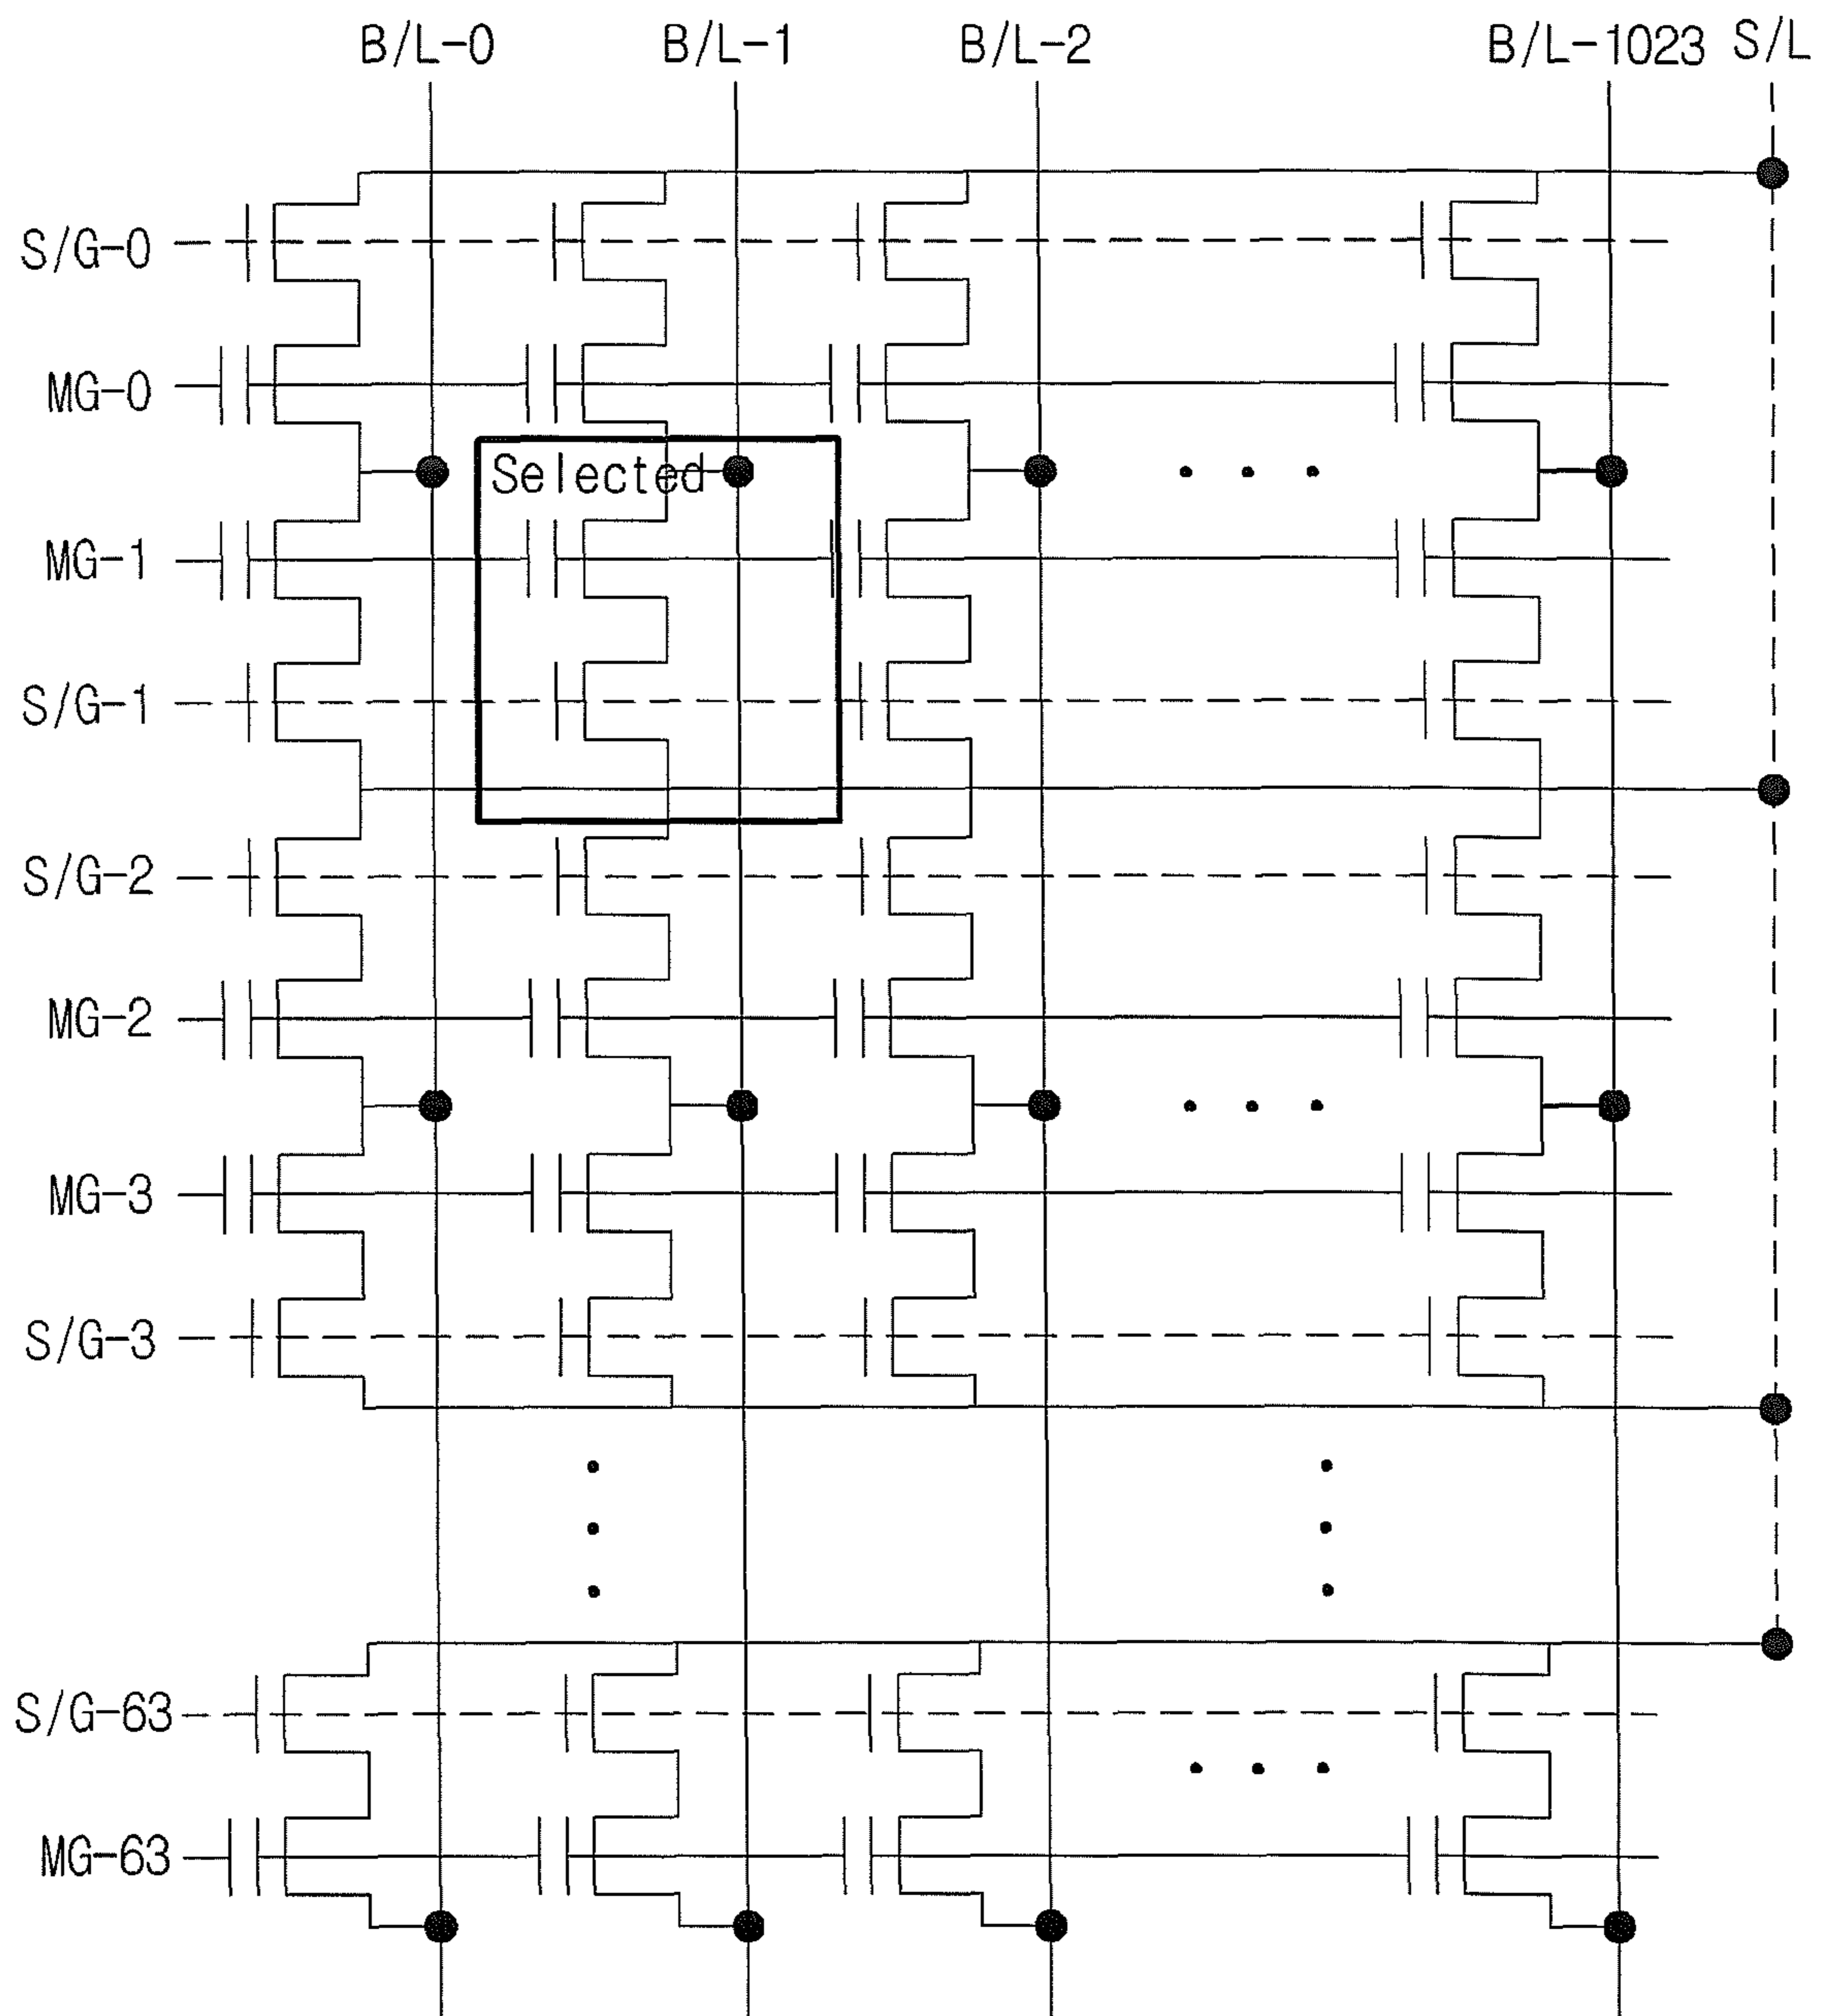 B/L-0 B/L-1 B/L-2 B/L-1023 S/L
S/G-0
MG-0
Selected
MG-1
S/G-1
S/G-2
MG-2
MG-3
S/G-3
S/G-63
MG-63